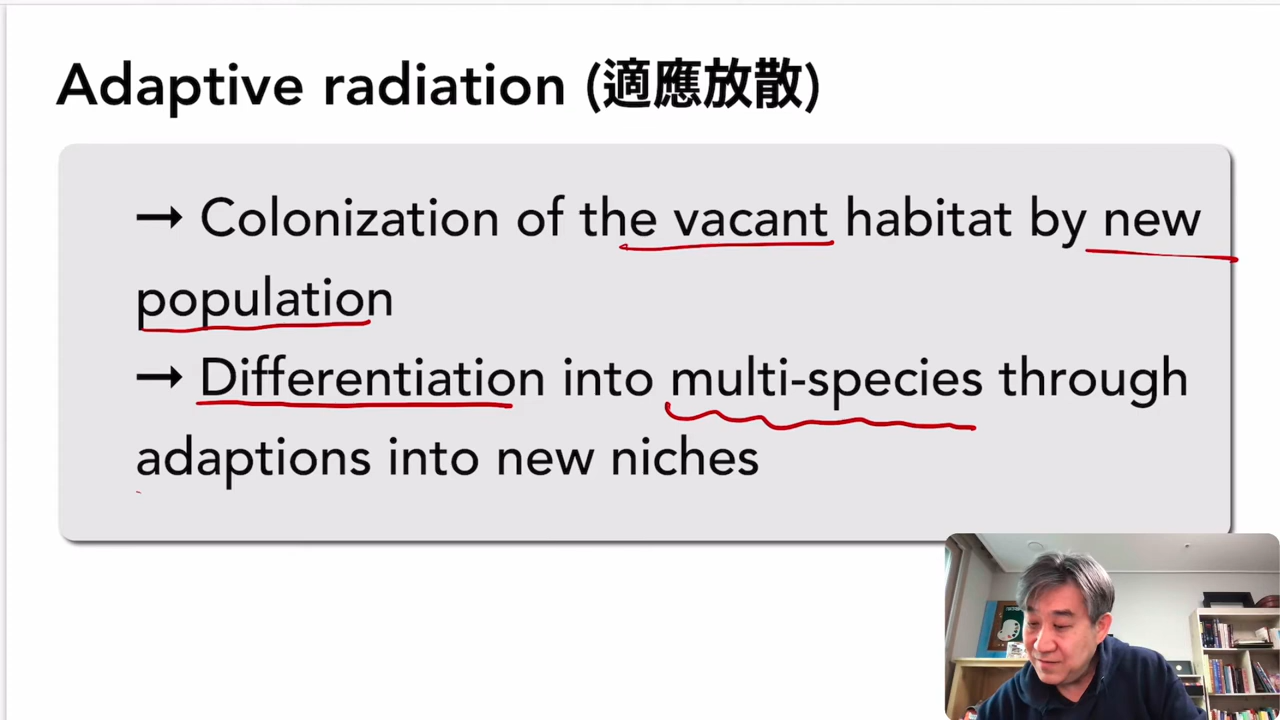 Adaptive radiation (適應放散)
→ Colonization of the vacant habitat by new
population
→ Differentiation into multi-species through
adaptions into new niches